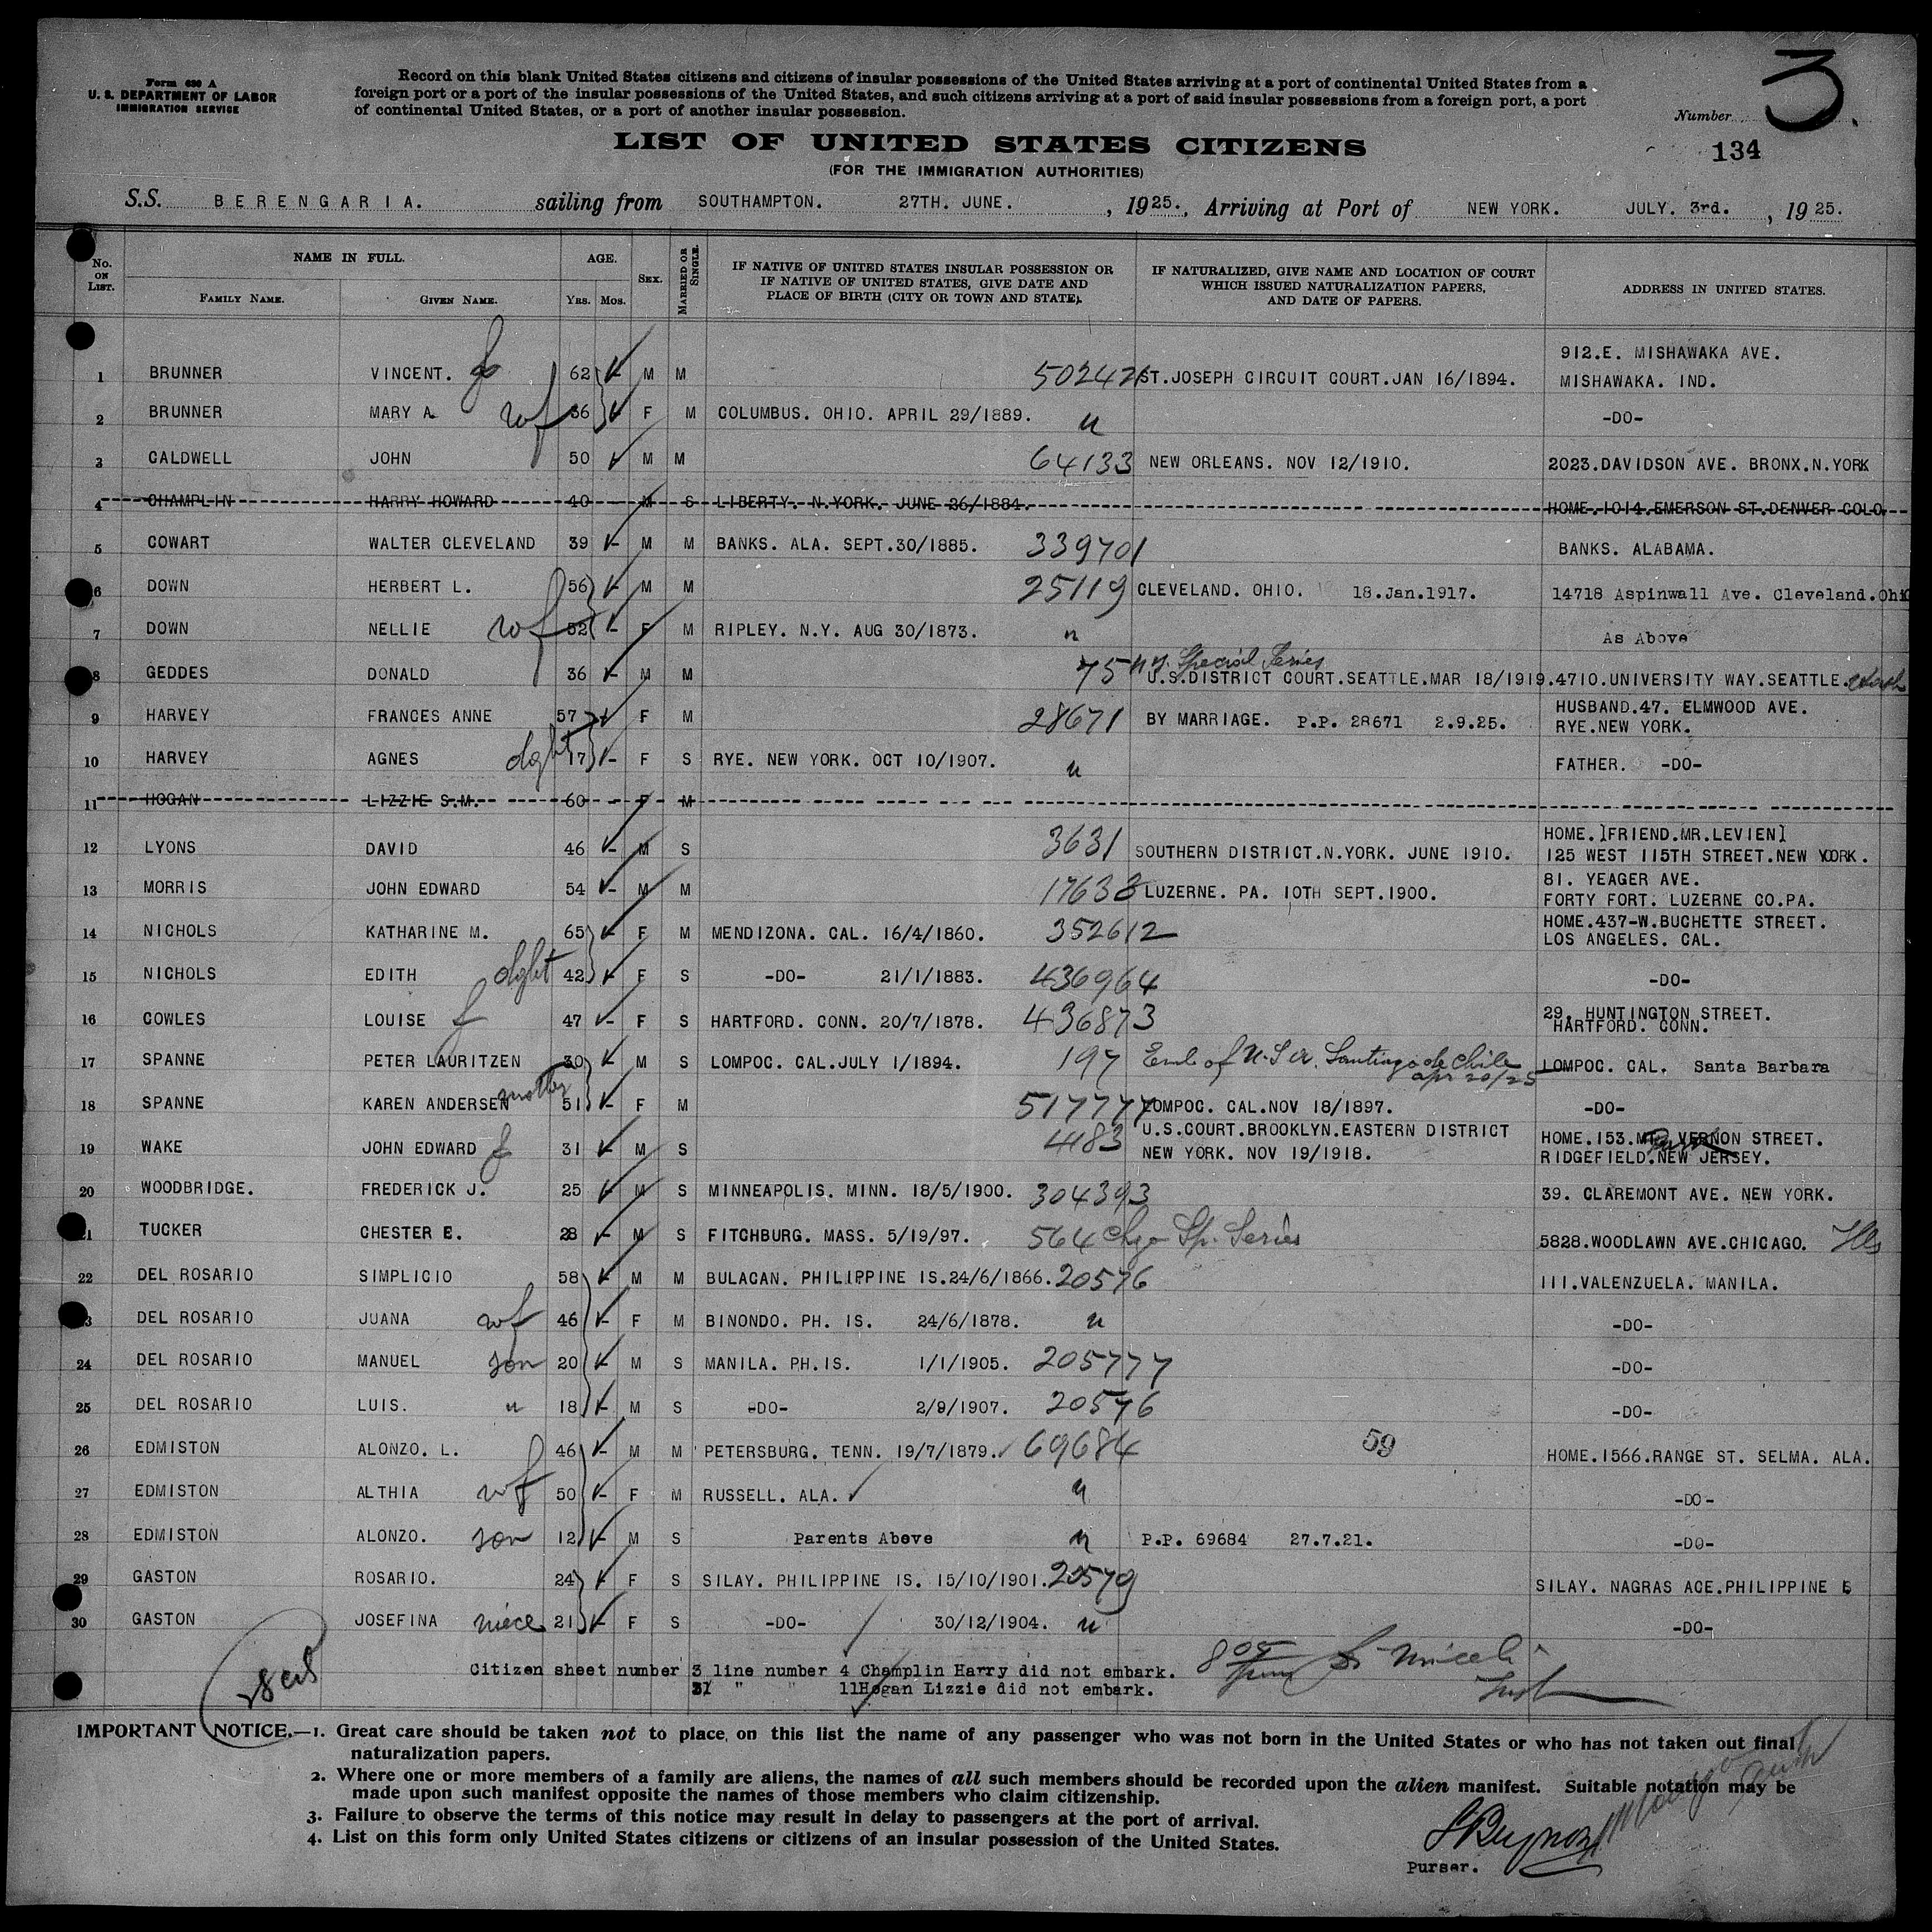 Form 630 A
U. S. DEPARTMENT OF LABOR
IMMIGRATION SERVICE
Record on this blank United States citizens and citizens of insular possessions of the United States arriving at a port of continental United States from a
foreign port or a port of the insular possessions of the United States, and such citizens arriving at a port of said insular possessions from a foreign port, a port
of continental United States, or a port of another insular possession.
Number 3.
134
LIST OF UNITED STATES CITIZENS
(FOR THE IMMIGRATION AUTHORITIES)
S.S. BERENGARIA. sailing from SOUTHAMPTON. 27TH. JUNE. , 1925., Arriving at Port of NEW YORK. JULY. 3rd. , 1925.
No. ON LIST. NAME IN FULL. FAMILY NAME. GIVEN NAME. AGE. YRS. MOS. SEX. MARRIED OR SINGLE. IF NATIVE OF UNITED STATES INSULAR POSSESSION OR IF NATIVE OF UNITED STATES, GIVE DATE AND PLACE OF BIRTH (CITY OR TOWN AND STATE). IF NATURALIZED, GIVE NAME AND LOCATION OF COURT WHICH ISSUED NATURALIZATION PAPERS, AND DATE OF PAPERS. ADDRESS IN UNITED STATES.
912.E. MISHAWAKA AVE.
1 BRUNNER VINCENT. 62 M M 502421 ST.JOSEPH CIRCUIT COURT.JAN 16/1894. MISHAWAKA. IND.
2 BRUNNER MARY A. wf 36 F M COLUMBUS. OHIO. APRIL 29/1889. " -DO-
3 CALDWELL JOHN 50 M M 64133 NEW ORLEANS. NOV 12/1910. 2023.DAVIDSON AVE. BRONX.N.YORK
4 CHAMPLIN HARRY HOWARD 40 M S LIBERTY. N.YORK. JUNE 26/1884. HOME.1014.EMERSON ST.DENVER COLO
5 COWART WALTER CLEVELAND 39 M M BANKS. ALA. SEPT.30/1885. 339701 BANKS. ALABAMA.
6 DOWN HERBERT L. 56 M M 25119 CLEVELAND. OHIO. 18.Jan.1917. 14718 Aspinwall Ave. Cleveland.Ohio
7 DOWN NELLIE wf 52 F M RIPLEY. N.Y. AUG 30/1873. " As Above
8 GEDDES DONALD 36 M M 75 N.Y. Special Series U.S.DISTRICT COURT.SEATTLE.MAR 18/1919. 4710.UNIVERSITY WAY.SEATTLE. Wash
9 HARVEY FRANCES ANNE 57 F M 28671 BY MARRIAGE. P.P. 28671 2.9.25. HUSBAND.47. ELMWOOD AVE.
RYE.NEW YORK.
10 HARVEY AGNES dght 17 F S RYE. NEW YORK. OCT 10/1907. " FATHER. -DO-
11 HOGAN LIZZIE S.M. 60 F M
HOME.[FRIEND.MR.LEVIEN]
12 LYONS DAVID 46 M S 3631 SOUTHERN DISTRICT.N.YORK. JUNE 1910. 125 WEST 115TH STREET.NEW YORK.
13 MORRIS JOHN EDWARD 54 M M 17633 LUZERNE. PA. 10TH SEPT.1900. 81. YEAGER AVE.
FORTY FORT. LUZERNE CO.PA.
14 NICHOLS KATHARINE M. 65 F M MENDIZONA. CAL. 16/4/1860. 352612 HOME.437-W.BUCHETTE STREET.
LOS ANGELES. CAL.
15 NICHOLS EDITH dght 42 F S -DO- 21/1/1883. 436964 -DO-
16 COWLES LOUISE 47 F S HARTFORD. CONN. 20/7/1878. 436873 29. HUNTINGTON STREET.
HARTFORD. CONN.
17 SPANNE PETER LAURITZEN 30 M S LOMPOC. CAL.JULY 1/1894. 197 Emb of U.S.A. Santiago de Chile apr 20/25 LOMPOC. CAL. Santa Barbara
18 SPANNE KAREN ANDERSEN mother 51 F M 517777 LOMPOC. CAL.NOV 18/1897. -DO-
19 WAKE JOHN EDWARD 31 M S 4183 U.S.COURT.BROOKLYN.EASTERN DISTRICT HOME.153.MT. VERNON STREET. Park
NEW YORK. NOV 19/1918. RIDGEFIELD.NEW JERSEY.
20 WOODBRIDGE. FREDERICK J. 25 M S MINNEAPOLIS. MINN. 18/5/1900. 304393 39. CLAREMONT AVE. NEW YORK.
21 TUCKER CHESTER E. 28 M S FITCHBURG. MASS. 5/19/97. 564 Chgo Sp. Series 5828.WOODLAWN AVE.CHICAGO. Ills
22 DEL ROSARIO SIMPLICIO 58 M M BULACAN. PHILIPPINE IS.24/6/1866. 20576 111.VALENZUELA. MANILA.
23 DEL ROSARIO JUANA wf 46 F M BINONDO. PH. IS. 24/6/1878. " -DO-
24 DEL ROSARIO MANUEL son 20 M S MANILA. PH.IS. 1/1/1905. 205777 -DO-
25 DEL ROSARIO LUIS. " 18 M S -DO- 2/9/1907. 20576 -DO-
26 EDMISTON ALONZO. L. 46 M M PETERSBURG. TENN. 19/7/1879. 69684 59 HOME.1566.RANGE ST. SELMA. ALA.
27 EDMISTON ALTHIA wf 50 F M RUSSELL. ALA. " -DO-
28 EDMISTON ALONZO. son 12 M S Parents Above " P.P. 69684 27.7.21. -DO-
29 GASTON ROSARIO. 24 F S SILAY. PHILIPPINE IS. 15/10/1901. 20579 SILAY. NAGRAS ACE.PHILIPPINE
30 GASTON JOSEFINA niece 21 F S -DO- 30/12/1904. " -DO-
Citizen sheet number 3 line number 4 Champlin Harry did not embark.
" " 11 Hogan Lizzie did not embark.
IMPORTANT NOTICE.—1. Great care should be taken not to place on this list the name of any passenger who was not born in the United States or who has not taken out final
naturalization papers.
2. Where one or more members of a family are aliens, the names of all such members should be recorded upon the alien manifest. Suitable notation may be
made upon such manifest opposite the names of those members who claim citizenship.
3. Failure to observe the terms of this notice may result in delay to passengers at the port of arrival.
4. List on this form only United States citizens or citizens of an insular possession of the United States.
Purser.